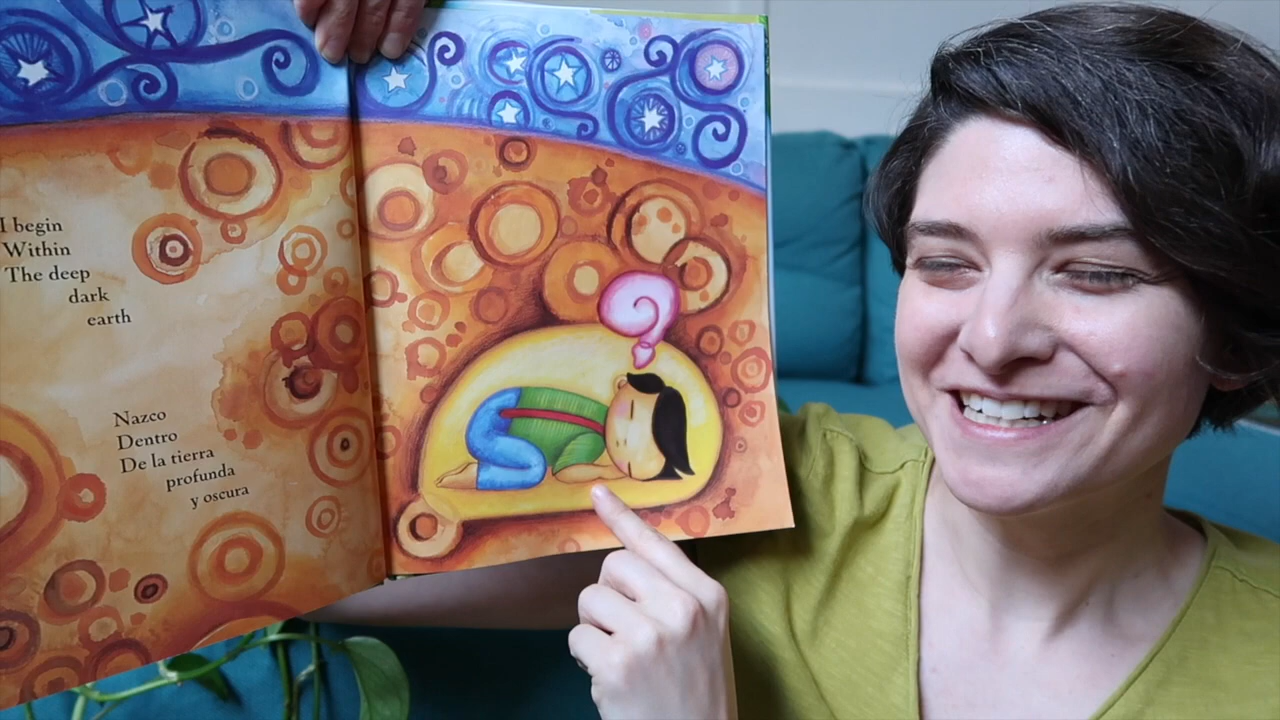 I begin
Within
The deep
dark
earth
Nazco
Dentro
De la tierra
profunda
y oscura